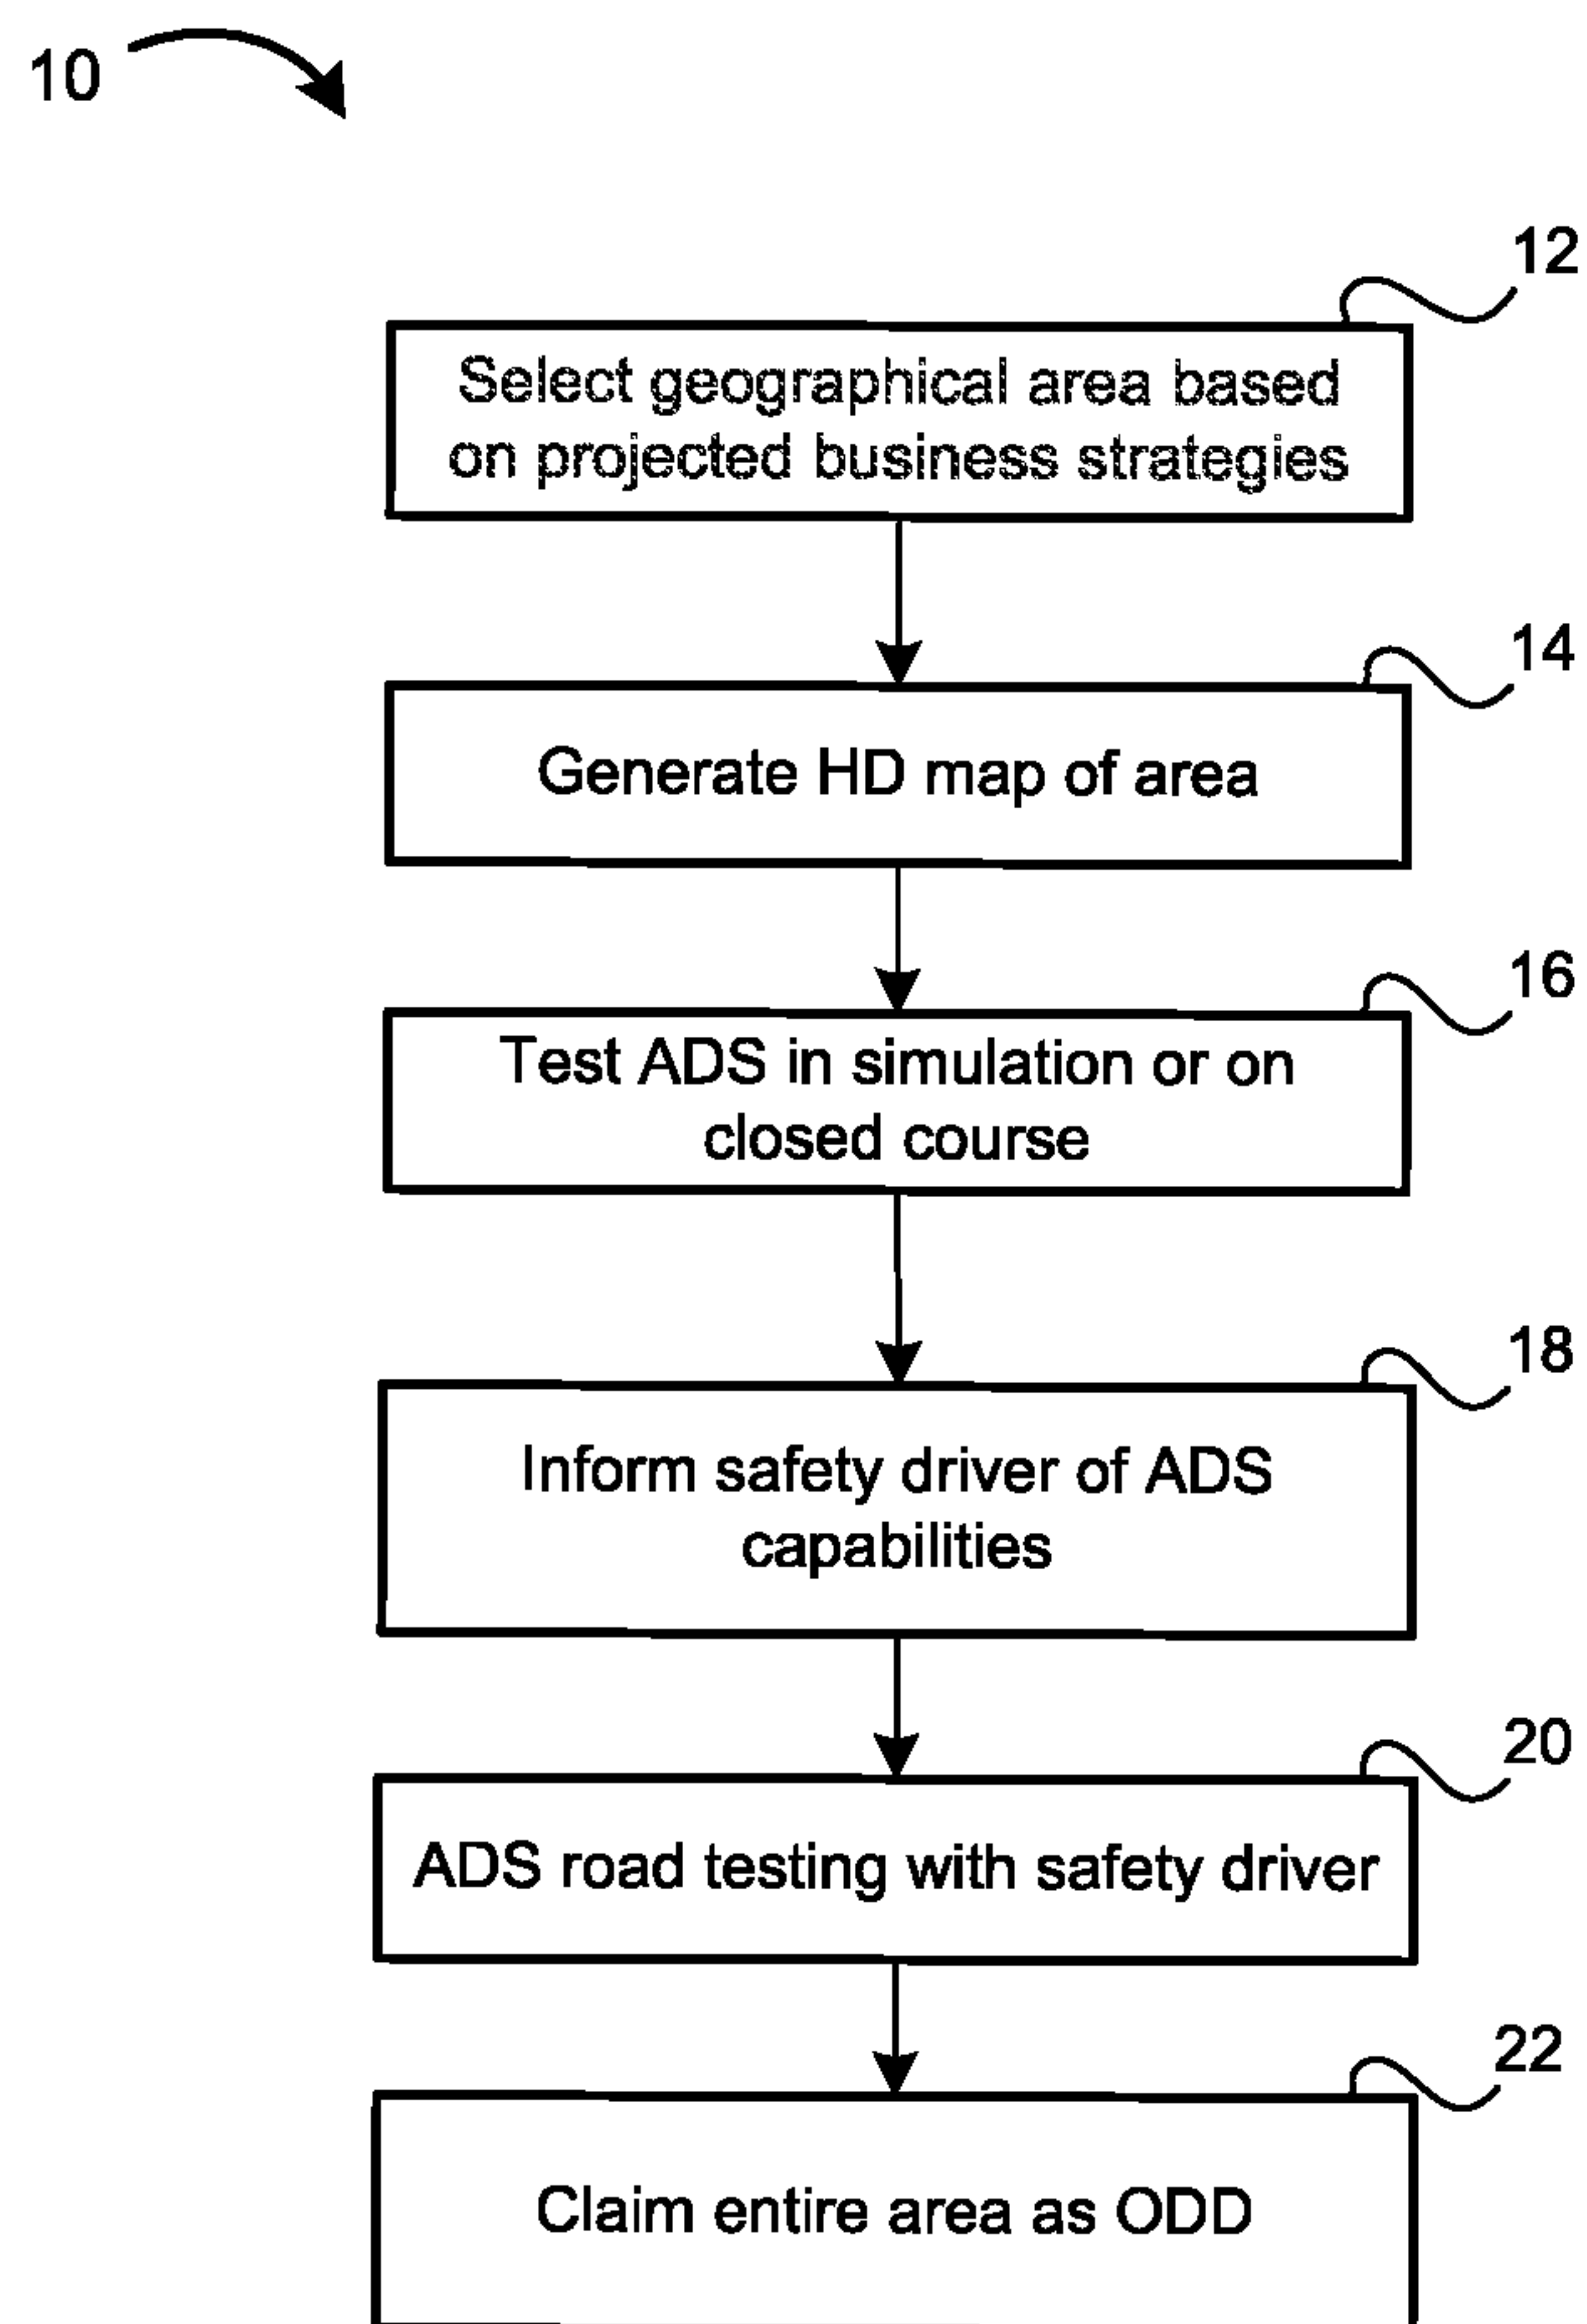 10
12
Select geographical area based
on projected business strategies
14
Generate HD map of area
16
Test ADS in simulation or on
closed course
18
Inform safety driver of ADS
capabilities
20
ADS road testing with safety driver
22
Claim entire area as ODD